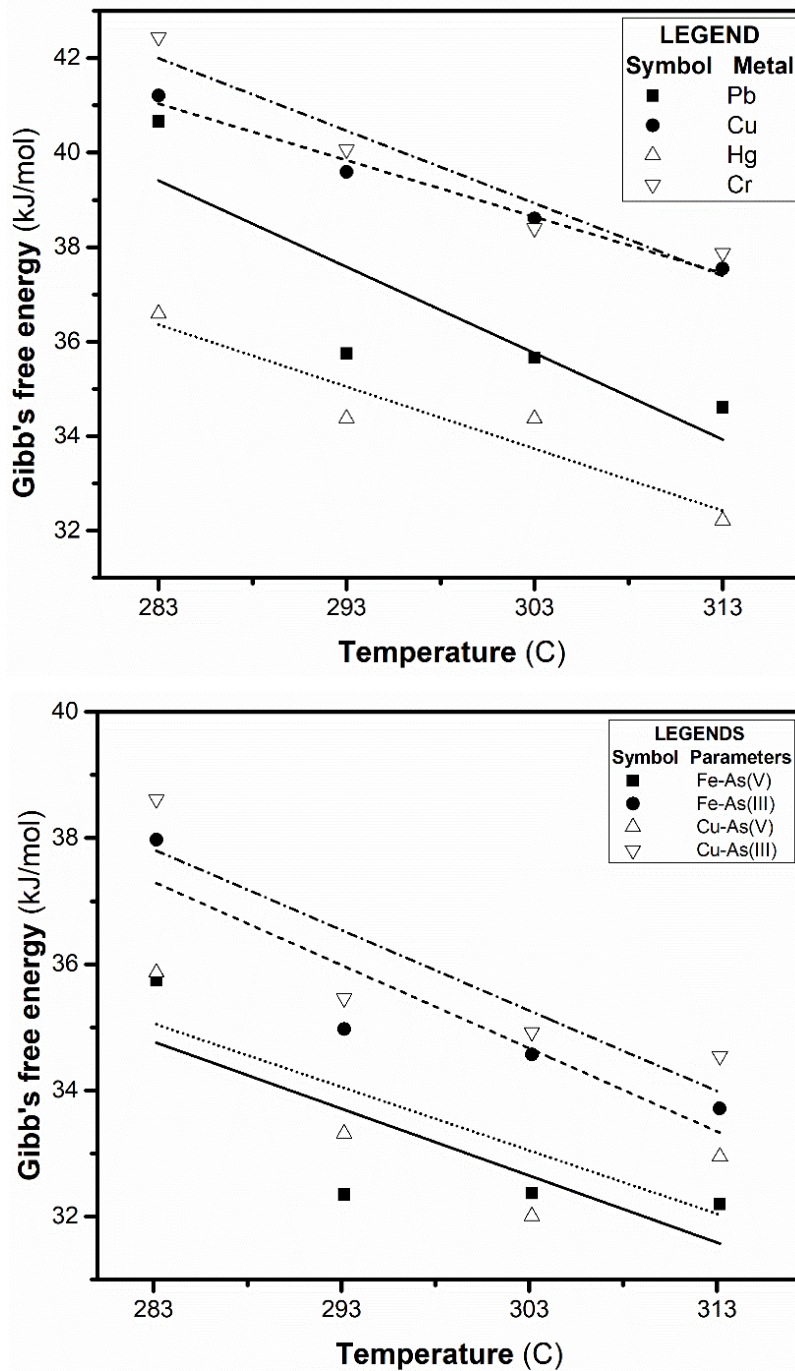 42
40
38
36
34
32
Gibb's free energy (kJ/mol)
LEGEND
Symbol Metal
Pb
Cu
Hg
Cr
283 293 303 313
Temperature (C)
40
38
36
34
32
Gibb's free energy (kJ/mol)
LEGENDS
Symbol Parameters
Fe-As(V)
Fe-As(III)
Cu-As(V)
Cu-As(III)
283 293 303 313
Temperature (C)